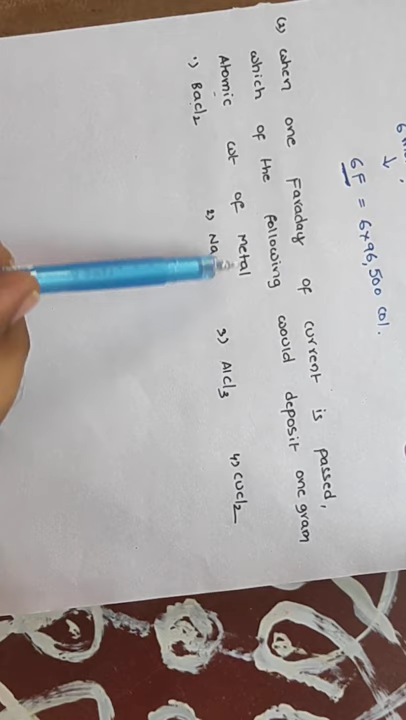 6
↓
6F = 6×96,500 col.
(3) When one Faraday of current is passed,
which of the following would deposit one gram
Atomic wt of Metal
1) BaCl2 2) Na 3) AlCl3 4) CuCl2